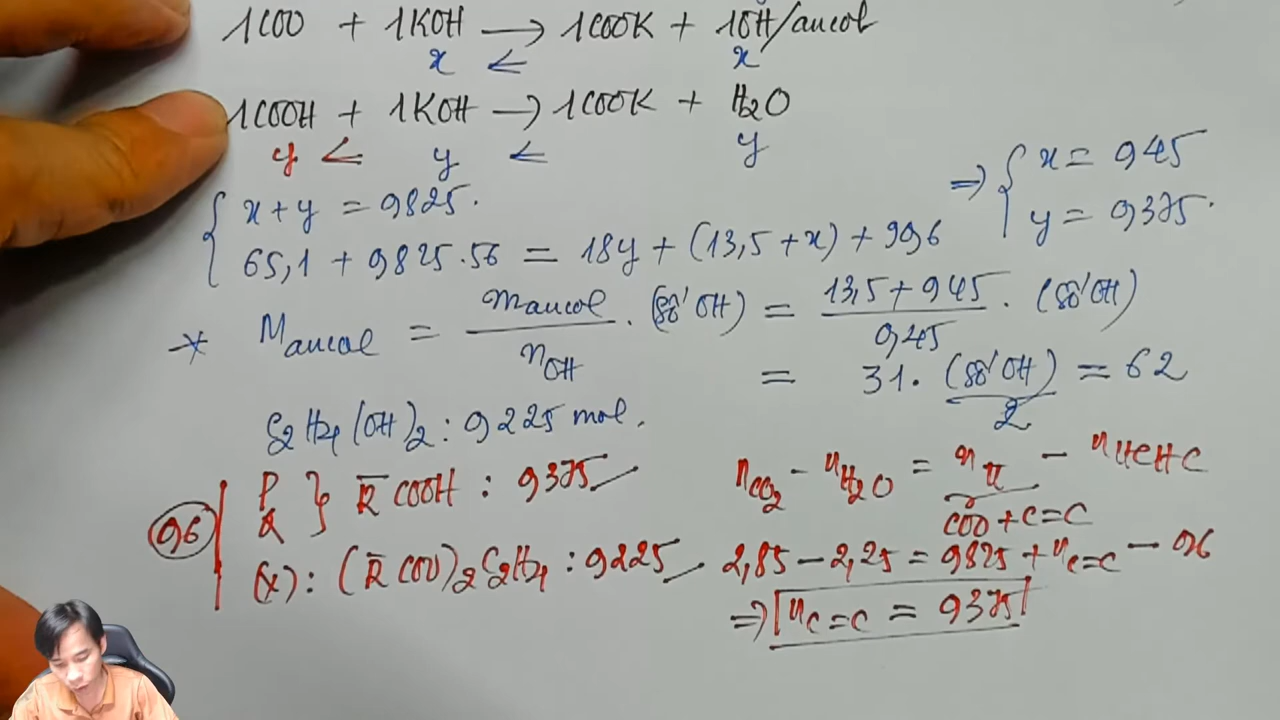 1COO + 1KOH → 1COOK + 1OH/ancol
x ← x
1COOH + 1KOH → 1COOK + H2O
y ← y ← y
{ x + y = 0,825.
65,1 + 0,825.56 = 18y + (13,5 + x) + 99,6
⇒ { x = 0,45
y = 0,375.
* Mancol = mancol / nOH . (số OH) = 13,5 + 0,45 / 0,45 . (số OH)
= 31. (số OH) / 2 = 62
C2H4(OH)2 : 0,225 mol.
0,6 | P Q } R̄COOH : 0,375
(X) : (R̄COO)2C2H4 : 0,225
nCO2 - nH2O = nπ - nHCHC
COO + C=C
2,85 - 2,25 = 0,825 + nC=C - 0,6
⇒ nC=C = 0,375